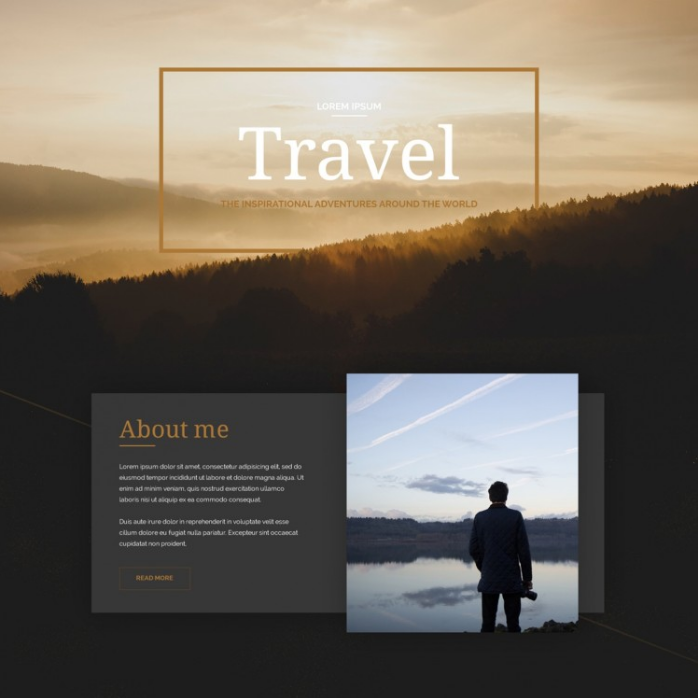 LOREM IPSUM
Travel
THE INSPIRATIONAL ADVENTURES AROUND THE WORLD
About me
Lorem ipsum dolor sit amet, consectetur adipisicing elit, sed do
eiusmod tempor incididunt ut labore et dolore magna aliqua. Ut
enim ad minim veniam, quis nostrud exercitation ullamco
laboris nisi ut aliquip ex ea commodo consequat.
Duis aute irure dolor in reprehenderit in voluptate velit esse
cillum dolore eu fugiat nulla pariatur. Excepteur sint occaecat
cupidatat non proident.
READ MORE